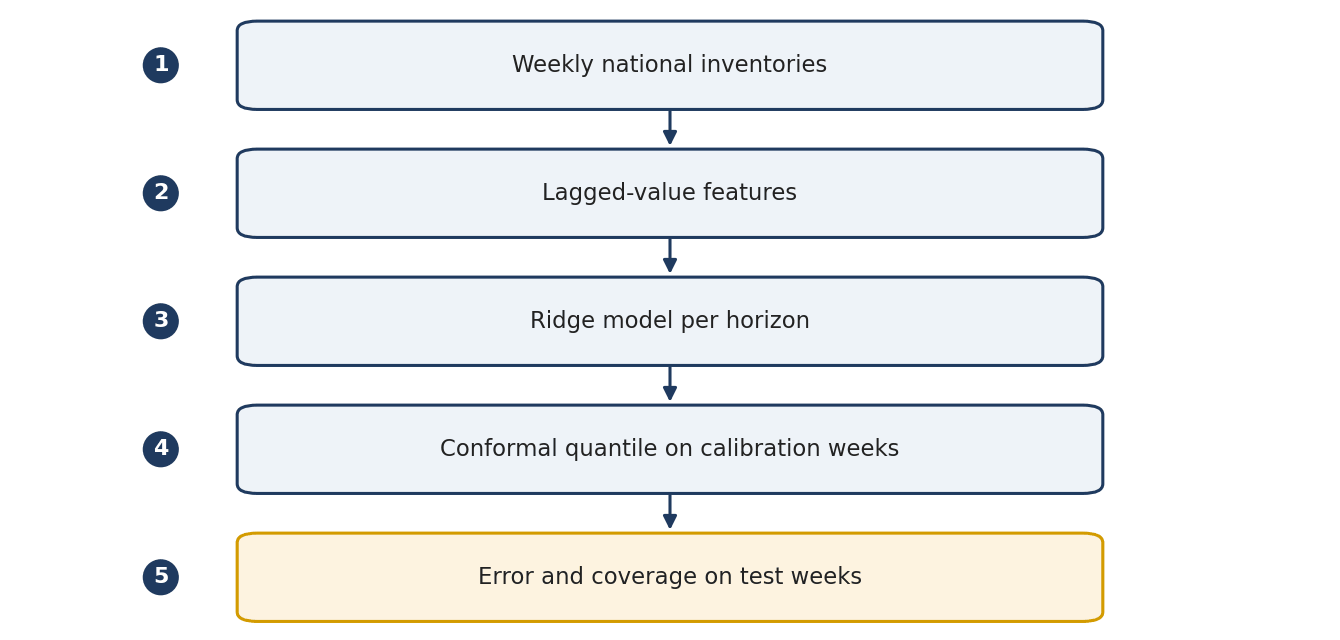 1 Weekly national inventories
2 Lagged-value features
3 Ridge model per horizon
4 Conformal quantile on calibration weeks
5 Error and coverage on test weeks